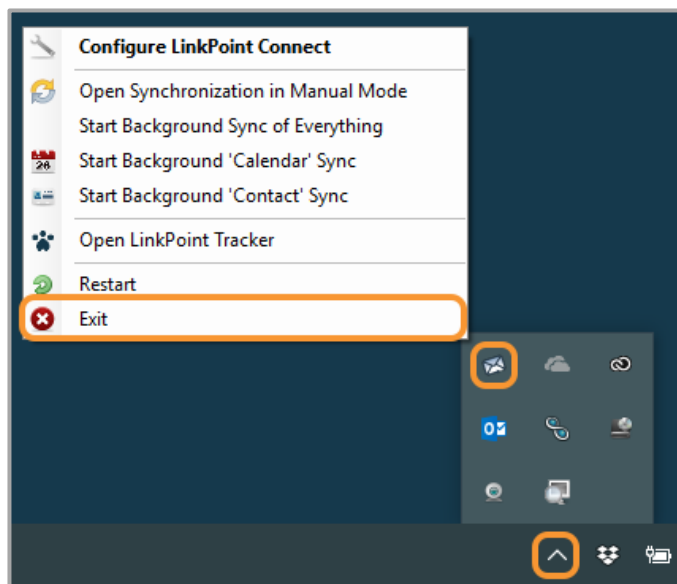 Configure LinkPoint Connect
Open Synchronization in Manual Mode
Start Background Sync of Everything
Start Background 'Calendar' Sync
26
Start Background 'Contact' Sync
Open LinkPoint Tracker
Restart
Exit